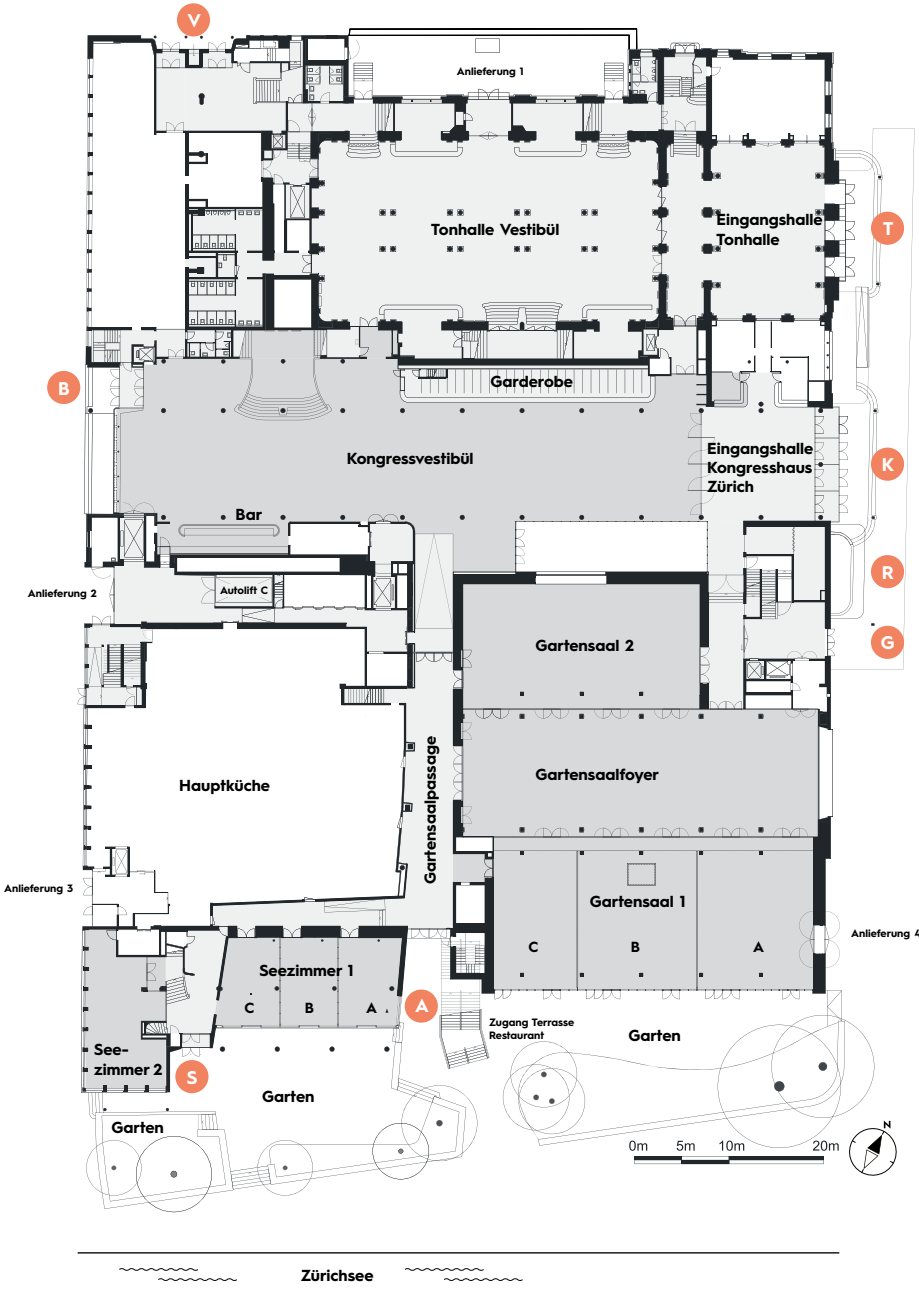 V
Anlieferung 1
Tonhalle Vestibül
Eingangshalle
Tonhalle
T
B
Garderobe
Kongressvestibül
Eingangshalle
Kongresshaus
Zürich
K
Bar
R
Anlieferung 2
Autolift C
G
Gartensaal 2
Gartensaalpassage
Hauptküche
Gartensaalfoyer
Anlieferung 3
Gartensaal 1
C
B
A
Anlieferung 4
Seezimmer 1
C
B
A
A
Zugang Terrasse
Restaurant
Garten
See-
zimmer 2
S
Garten
Garten
0m 5m 10m 20m
N
Zürichsee